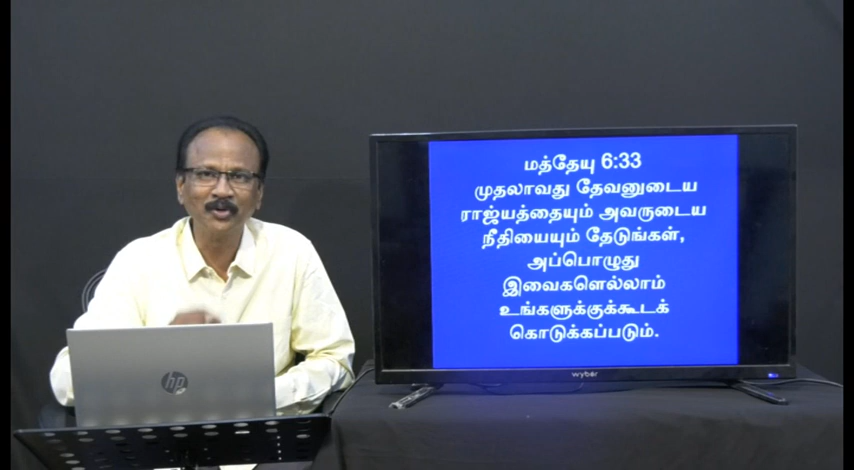 மத்தேயு 6:33
முதலாவது தேவனுடைய
ராஜ்யத்தையும் அவருடைய
நீதியையும் தேடுங்கள்,
அப்பொழுது
இவைகளெல்லாம்
உங்களுக்குக்கூடக்
கொடுக்கப்படும்.
wybor
hp